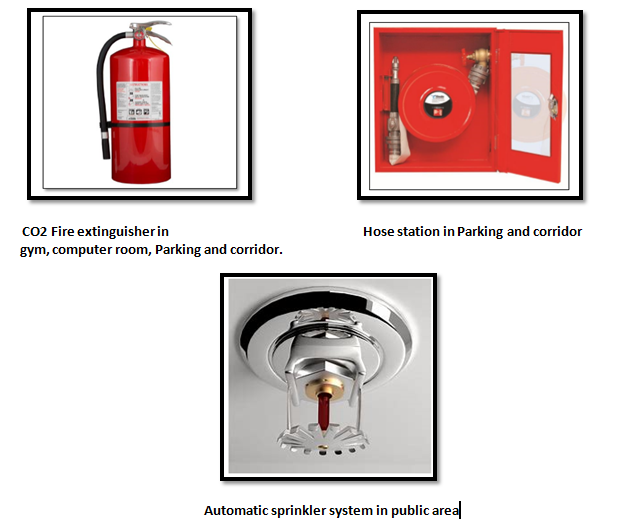 CO2 Fire extinguisher in
gym, computer room, Parking and corridor.
Hose station in Parking and corridor
Automatic sprinkler system in public area